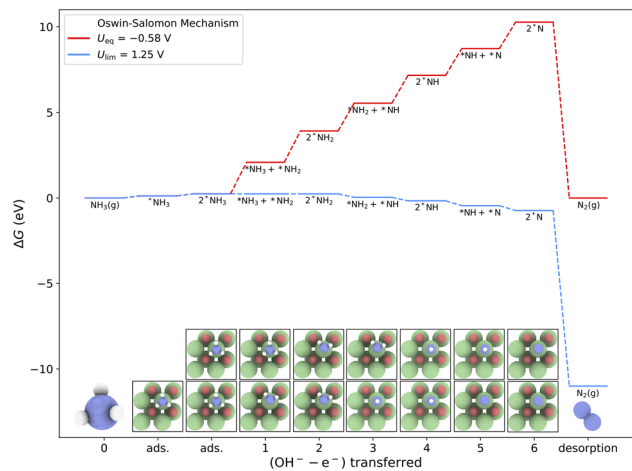 Oswin-Salomon Mechanism
U_eq = −0.58 V
U_lim = 1.25 V
ΔG (eV)
10
5
0
−5
−10
2*N
*NH + *N
2*NH
*NH₂ + *NH
2*NH₂
*NH₃ + *NH₂
NH₃(g)
*NH₃
2*NH₃
*NH₃ + *NH₂
2*NH₂
*NH₂ + *NH
2*NH
*NH + *N
2*N
N₂(g)
N₂(g)
0 ads. ads. 1 2 3 4 5 6 desorption
(OH⁻ − e⁻) transferred